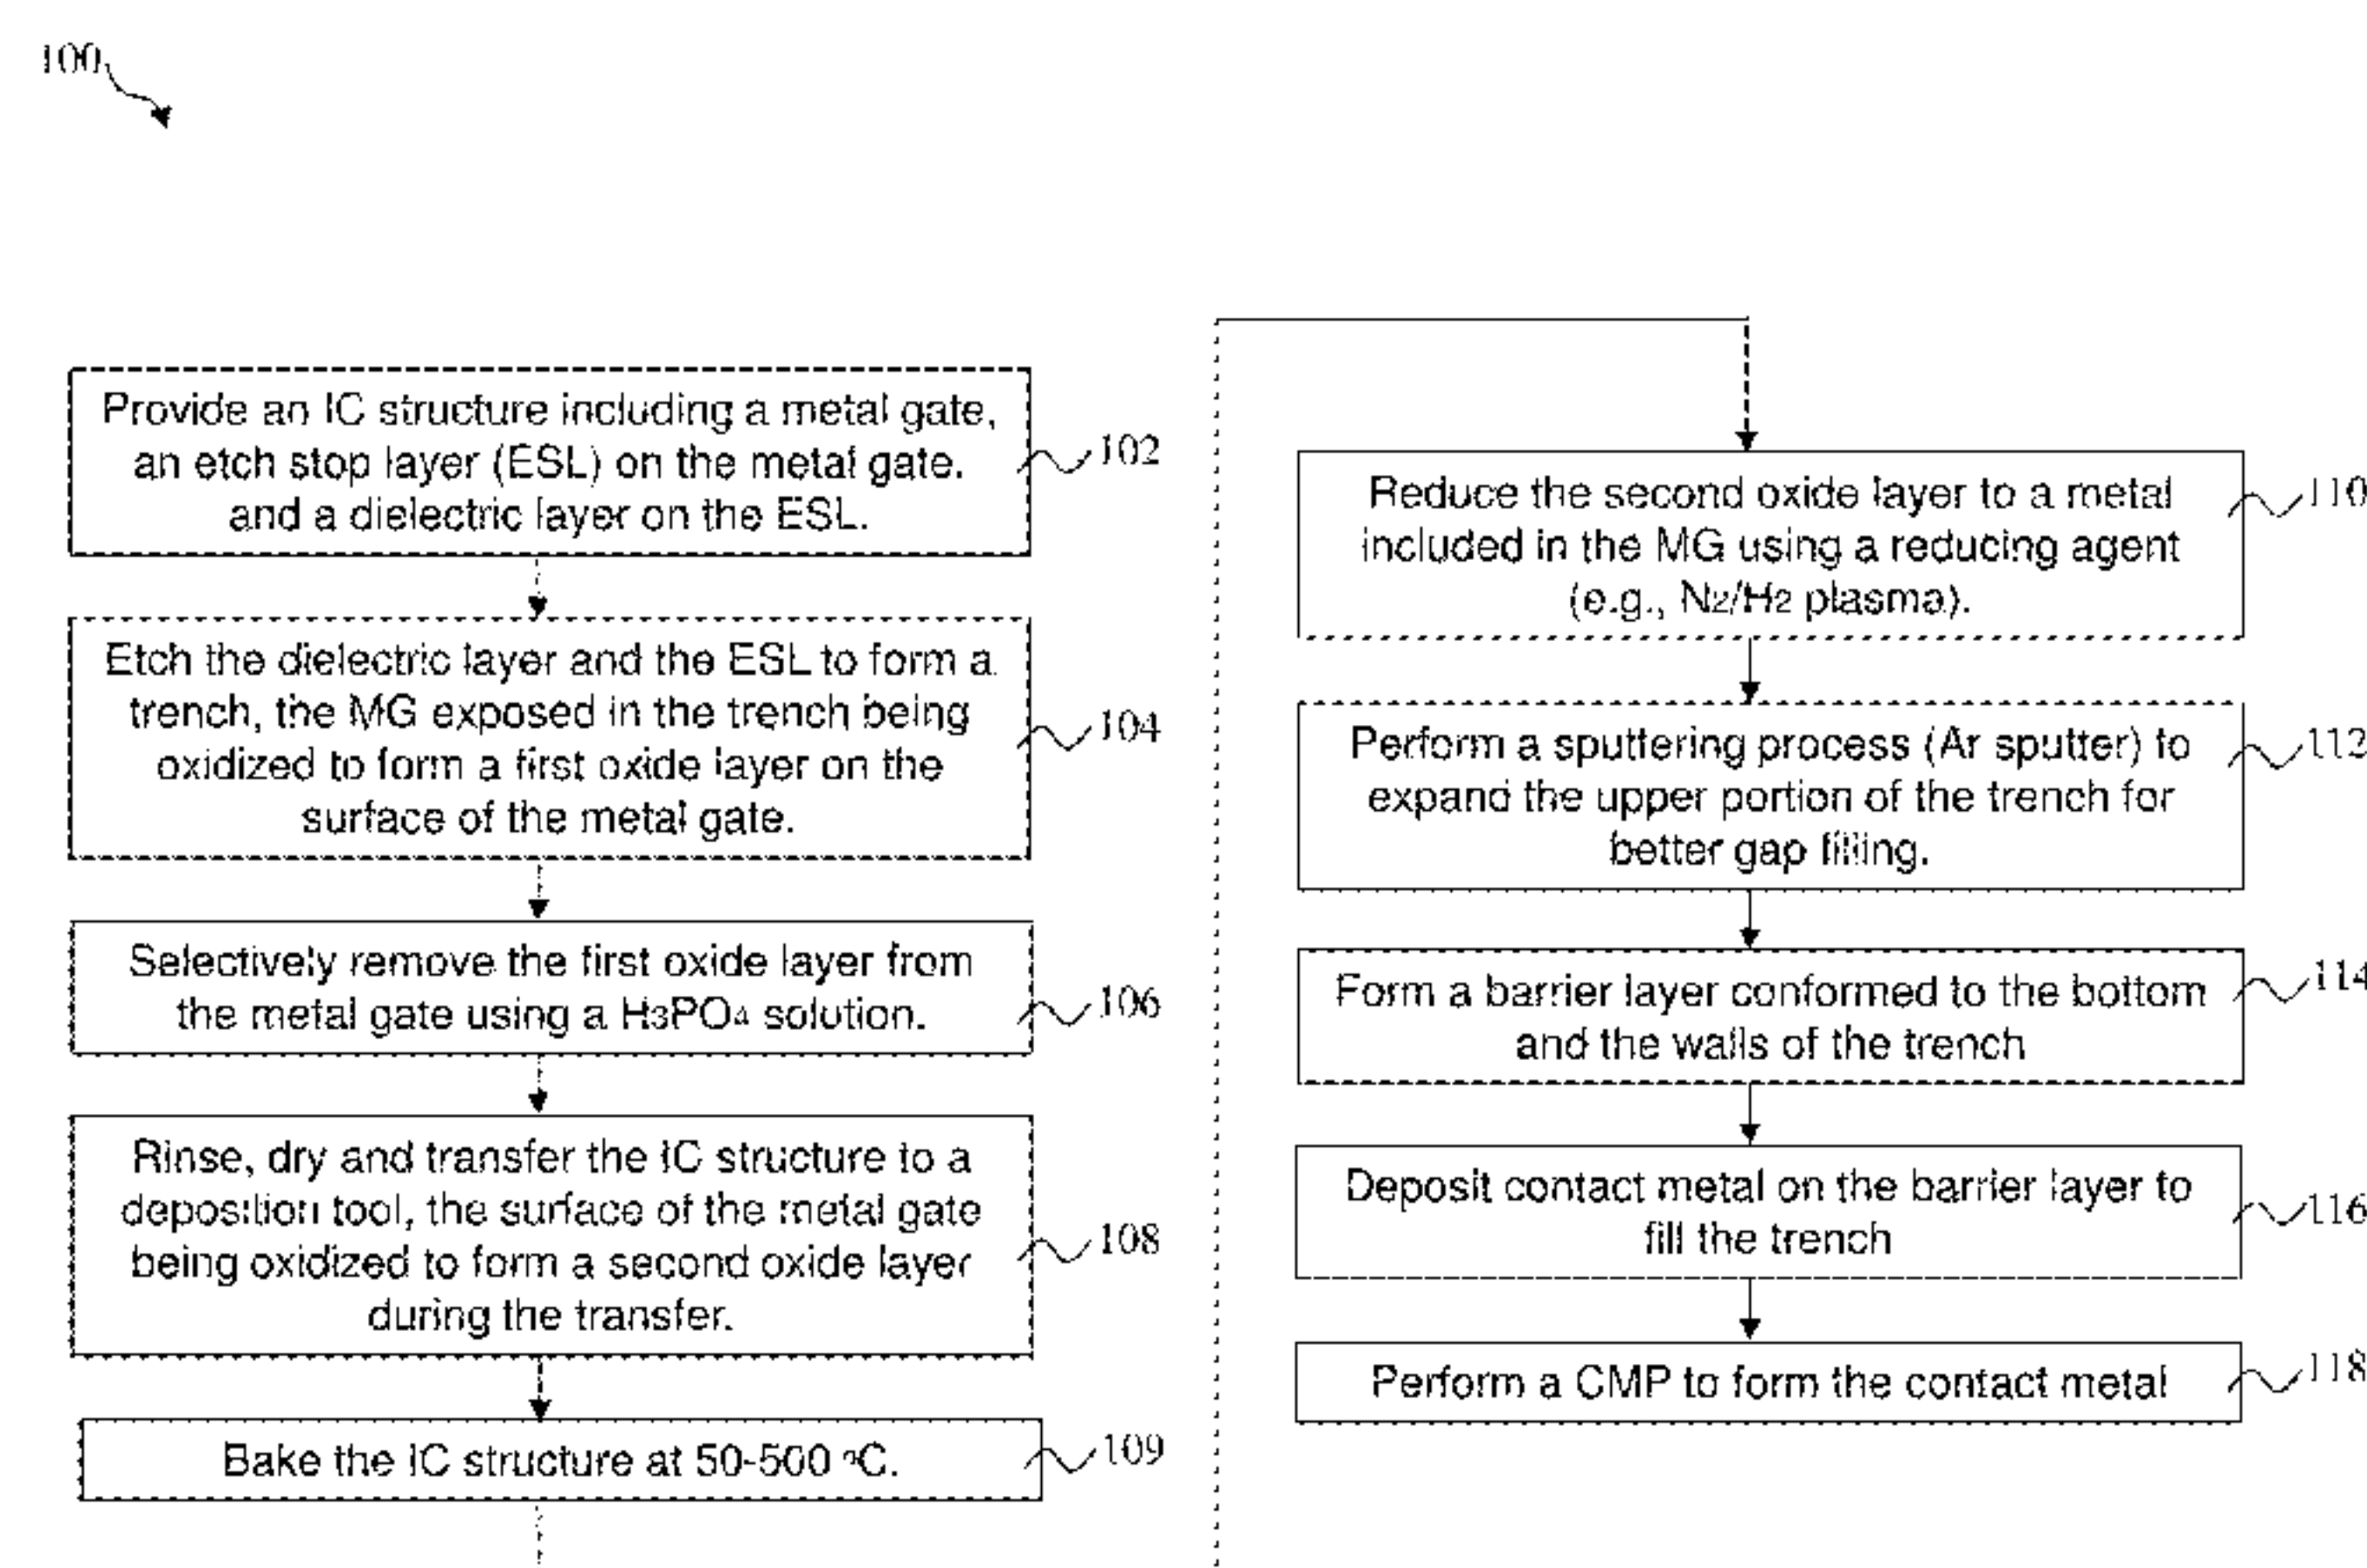 100
Provide an IC structure including a metal gate,
an etch stop layer (ESL) on the metal gate.
and a dielectric layer on the ESL.
102
Etch the dielectric layer and the ESL to form a
trench, the MG exposed in the trench being
oxidized to form a first oxide layer on the
surface of the metal gate.
104
Selectively remove the first oxide layer from
the metal gate using a H3PO4 solution.
106
Rinse, dry and transfer the IC structure to a
deposition tool, the surface of the metal gate
being oxidized to form a second oxide layer
during the transfer.
108
Bake the IC structure at 50-500 °C.
109
Reduce the second oxide layer to a metal
included in the MG using a reducing agent
(e.g., N2/H2 plasma).
110
Perform a sputtering process (Ar sputter) to
expand the upper portion of the trench for
better gap filling.
112
Form a barrier layer conformed to the bottom
and the walls of the trench
114
Deposit contact metal on the barrier layer to
fill the trench
116
Perform a CMP to form the contact metal
118